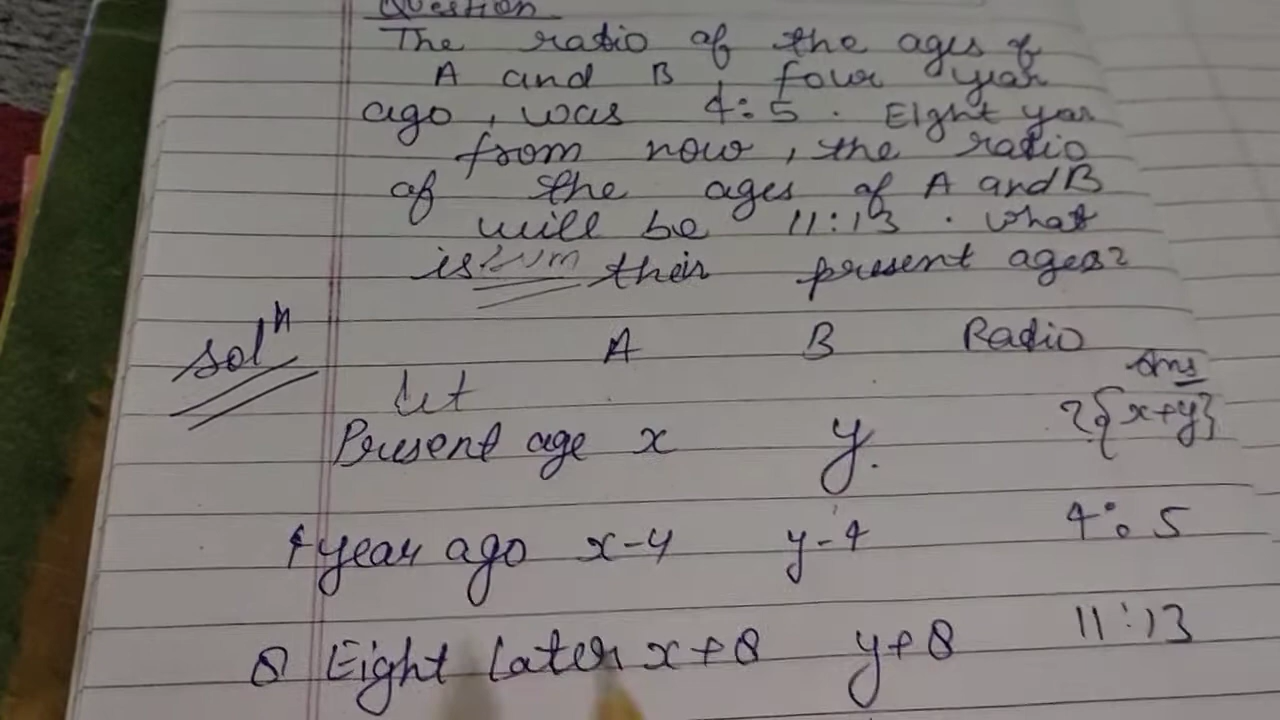 Question
The ratio of the ages of
A and B, four year
ago, was 4:5. Eight year
from now, the ratio
of the ages of A and B
will be 11:13. what
is sum their present ages?
A B Radio
Soln
Ans
Let
Present age x y. ?{x+y}
4 year ago x-4 y-4 4:5
8 Eight Later x+8 y+8 11:13